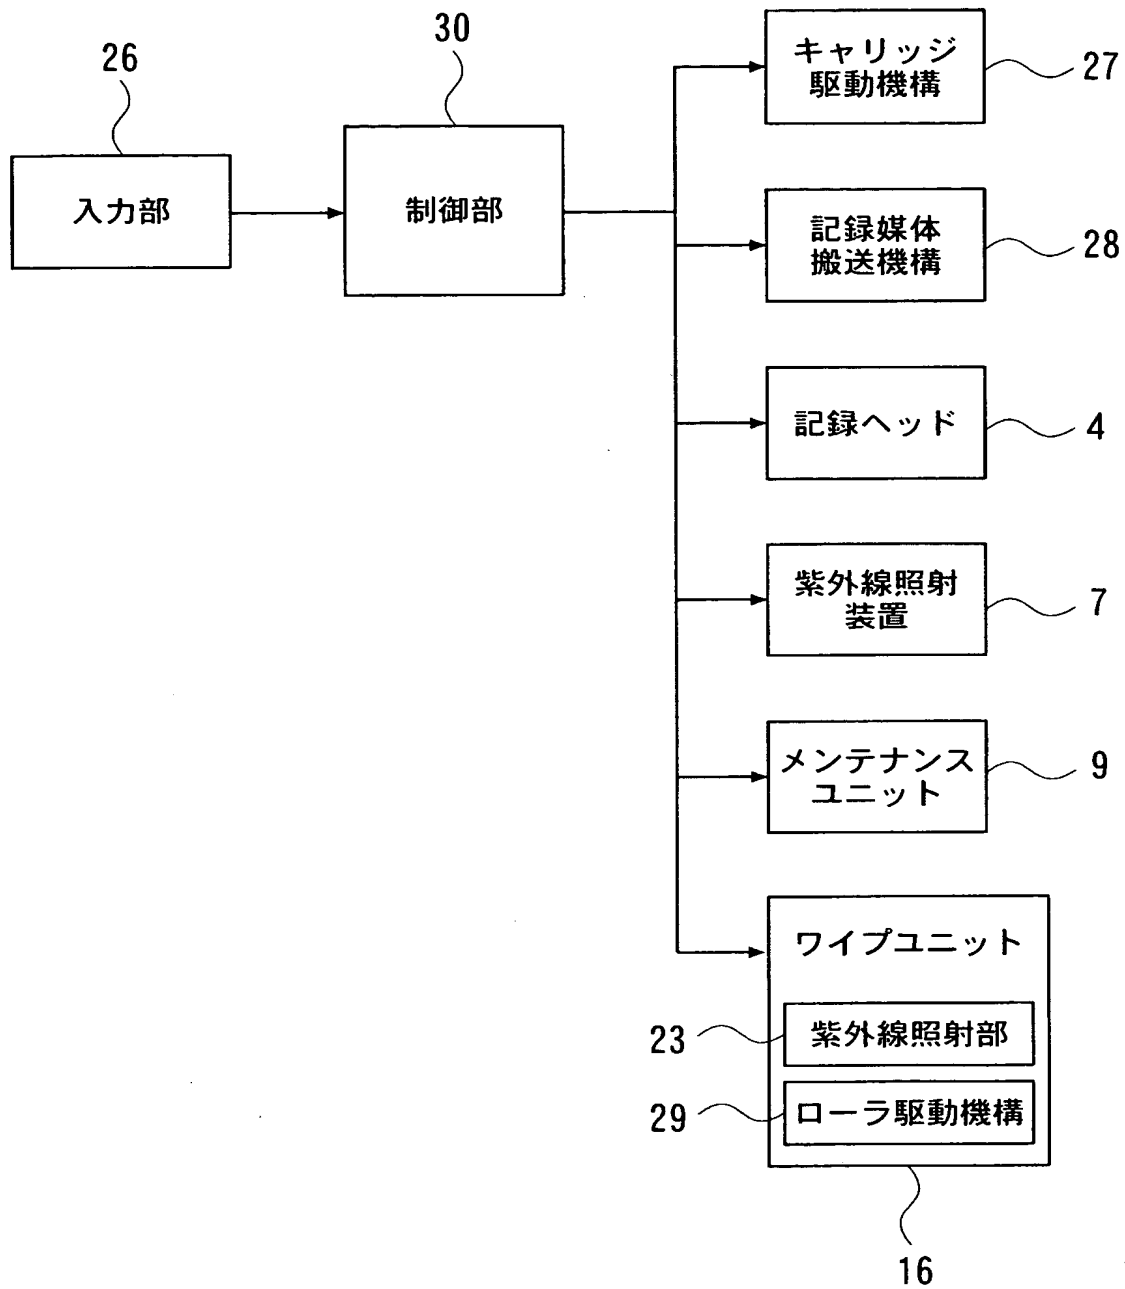 30
26
入力部
制御部
キャリッジ
駆動機構
27
記録媒体
搬送機構
28
記録ヘッド
4
紫外線照射
装置
7
メンテナンス
ユニット
9
ワイプユニット
23
紫外線照射部
29
ローラ駆動機構
16